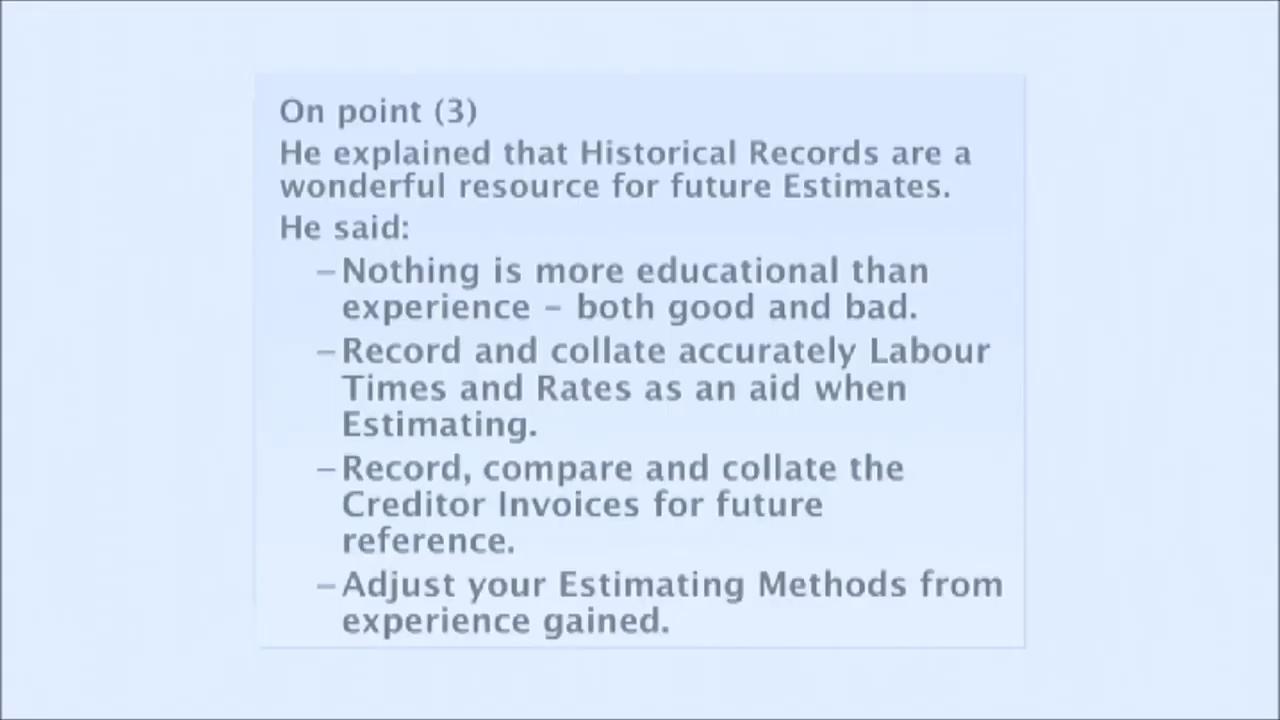 On point (3)
He explained that Historical Records are a
wonderful resource for future Estimates.
He said:
–Nothing is more educational than
experience – both good and bad.
–Record and collate accurately Labour
Times and Rates as an aid when
Estimating.
–Record, compare and collate the
Creditor Invoices for future
reference.
–Adjust your Estimating Methods from
experience gained.